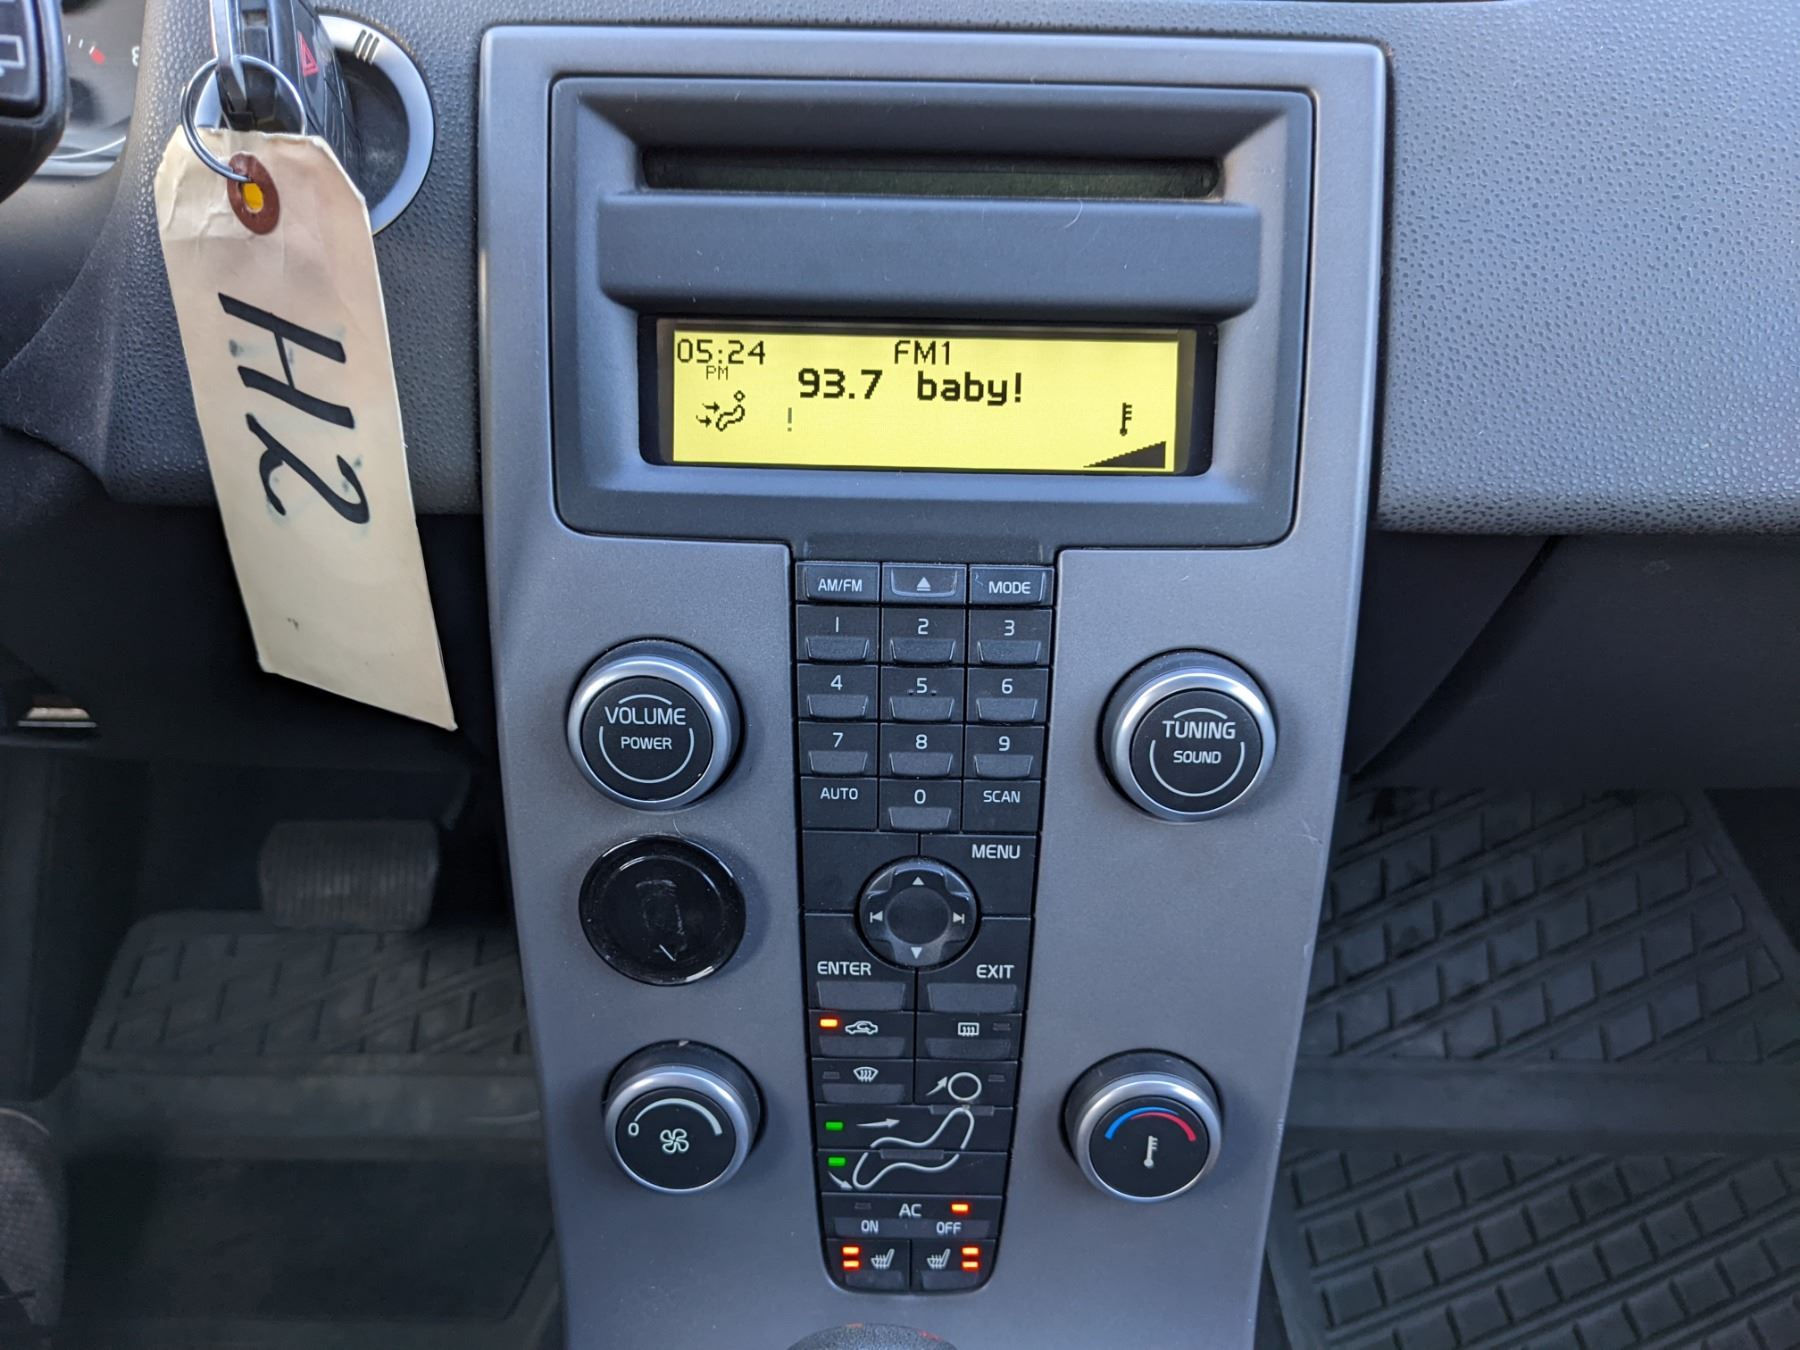 H2
05:24 FM1
PM
93.7 baby!
!
AM/FM MODE
1 2 3
4 5 6
7 8 9
AUTO 0 SCAN
MENU
ENTER EXIT
VOLUME
POWER
TUNING
SOUND
0
AC
ON OFF